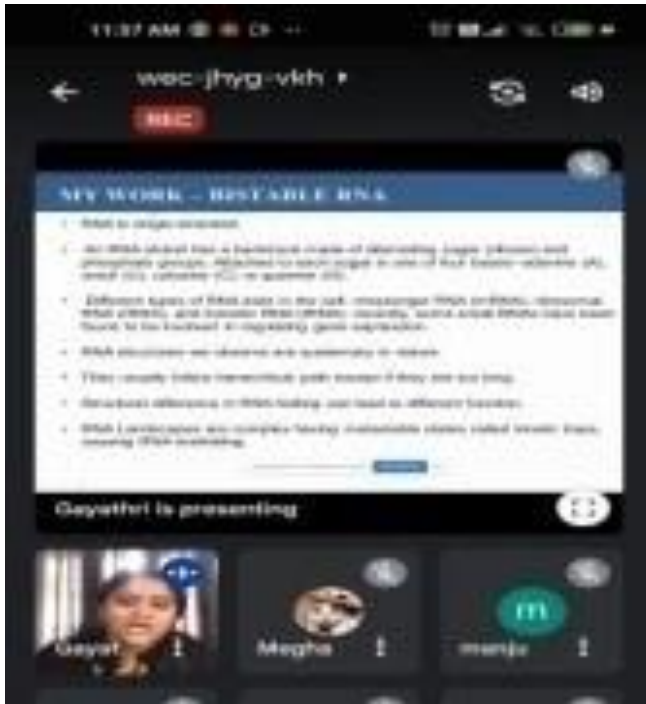 11:37 AM
wec-jhyg-vkh
REC
MY WORK – BISTABLE RNA
• RNA is single stranded
• An RNA strand has a backbone made of alternating sugar (ribose) and
phosphate groups. Attached to each sugar is one of four bases--adenine (A),
uracil (U), cytosine (C), or guanine (G).
• Different types of RNA exist in the cell: messenger RNA (mRNA), ribosomal
RNA (rRNA), and transfer RNA (tRNA). recently, some small RNAs have been
found to be involved in regulating gene expression.
• RNA structures we observe are quaternary in nature.
• They usually follow hierarchical path except if they are too long.
• Structural difference in RNA folding can lead to different function.
• RNA Landscapes are complex having metastable states called kinetic traps,
causing RNA misfolding.
Gayathri is presenting
Gayat
Megha
m
manju